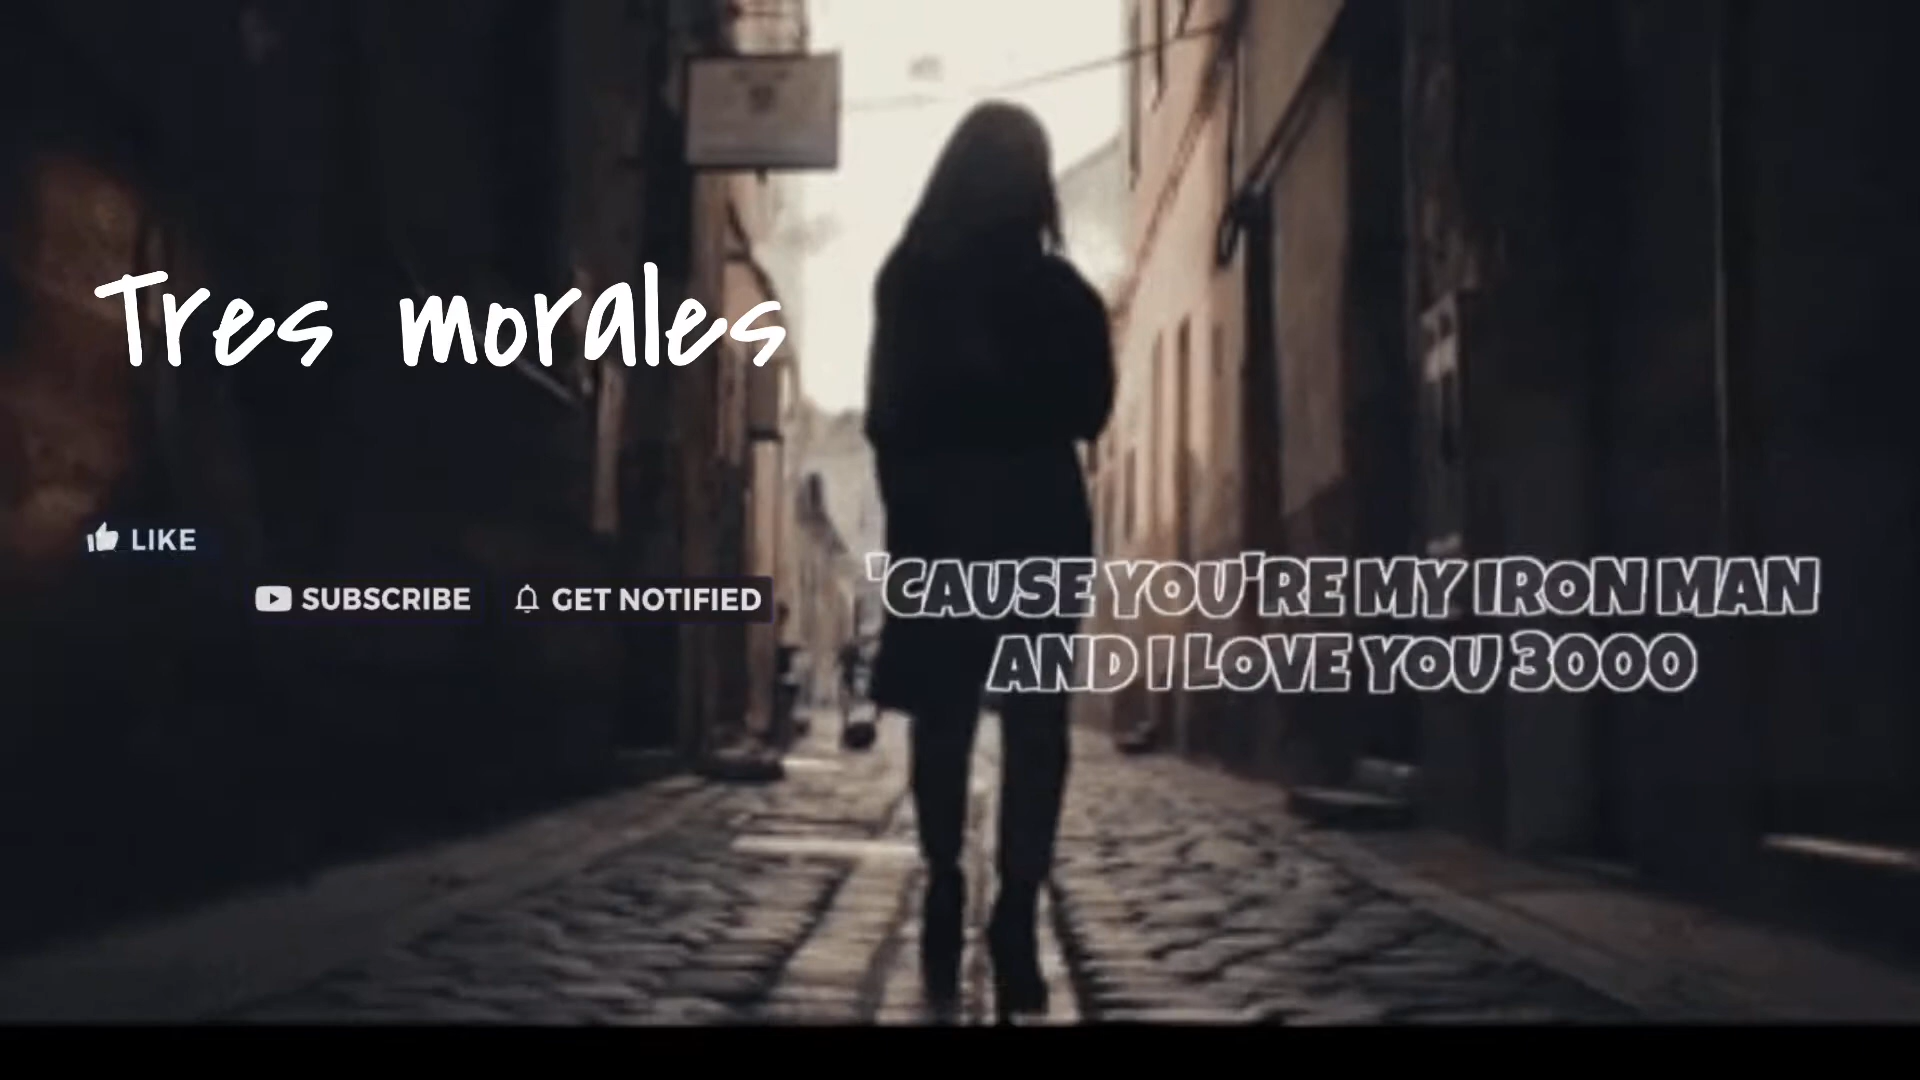 Tres morales
LIKE
SUBSCRIBE
GET NOTIFIED
'CAUSE YOU'RE MY IRON MAN
AND I LOVE YOU 3000